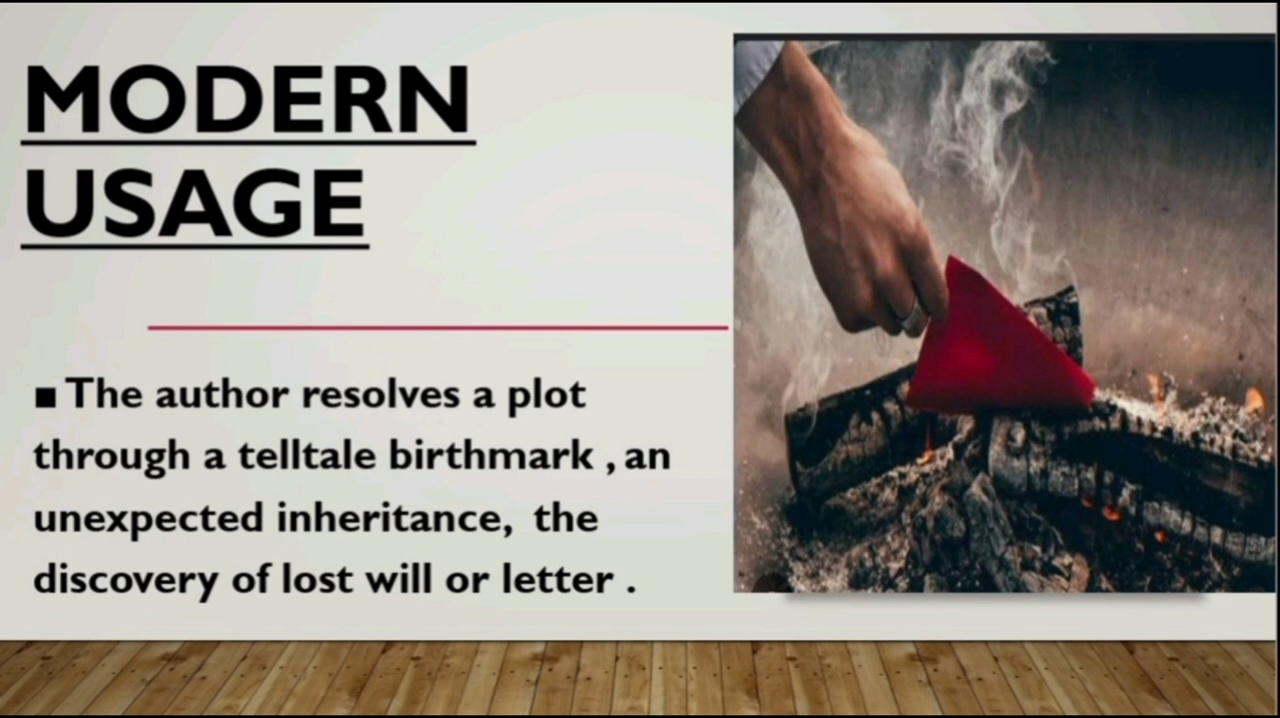 MODERN
USAGE
▪ The author resolves a plot
through a telltale birthmark , an
unexpected inheritance,  the
discovery of lost will or letter .